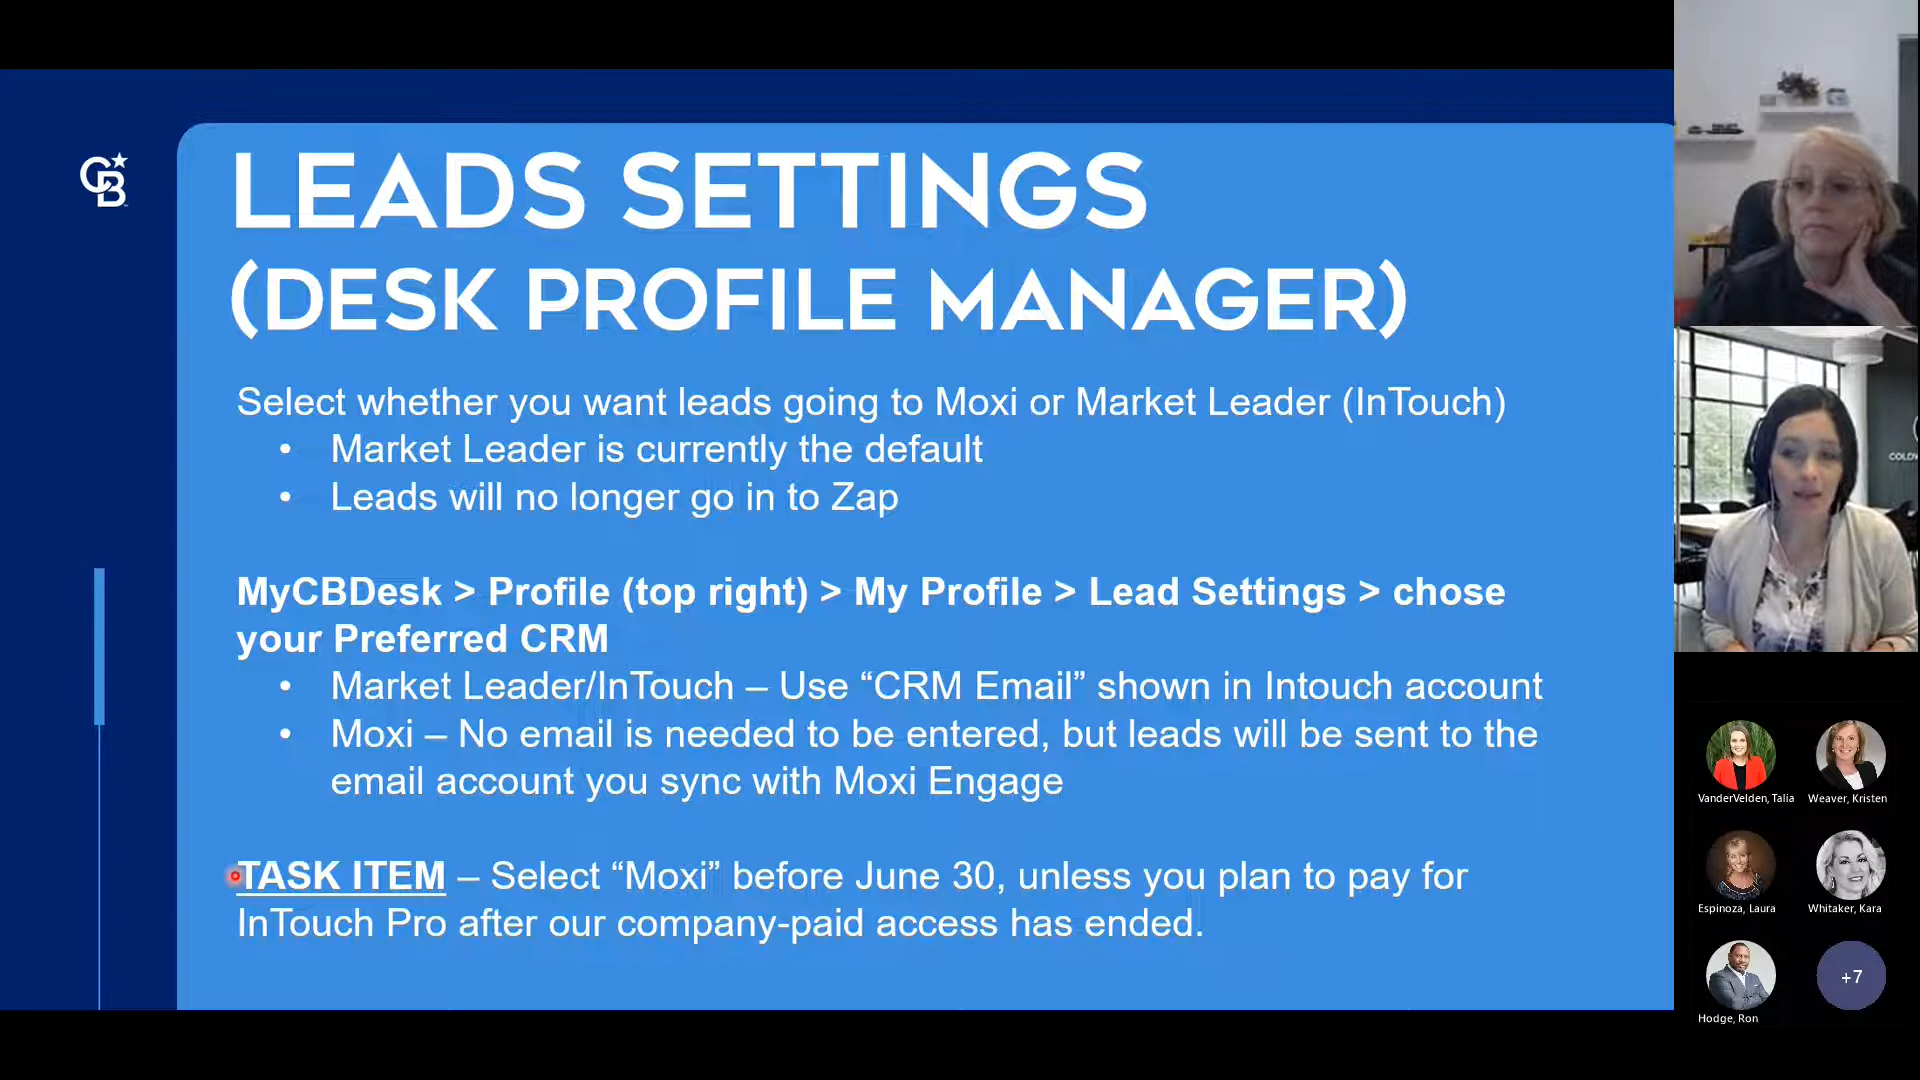 CB
LEADS SETTINGS
(DESK PROFILE MANAGER)
Select whether you want leads going to Moxi or Market Leader (InTouch)
• Market Leader is currently the default
• Leads will no longer go in to Zap
MyCBDesk > Profile (top right) > My Profile > Lead Settings > chose
your Preferred CRM
• Market Leader/InTouch – Use “CRM Email” shown in Intouch account
• Moxi – No email is needed to be entered, but leads will be sent to the
email account you sync with Moxi Engage
TASK ITEM – Select “Moxi” before June 30, unless you plan to pay for
InTouch Pro after our company-paid access has ended.
VanderVelden, Talia
Weaver, Kristen
Espinoza, Laura
Whitaker, Kara
Hodge, Ron
+7